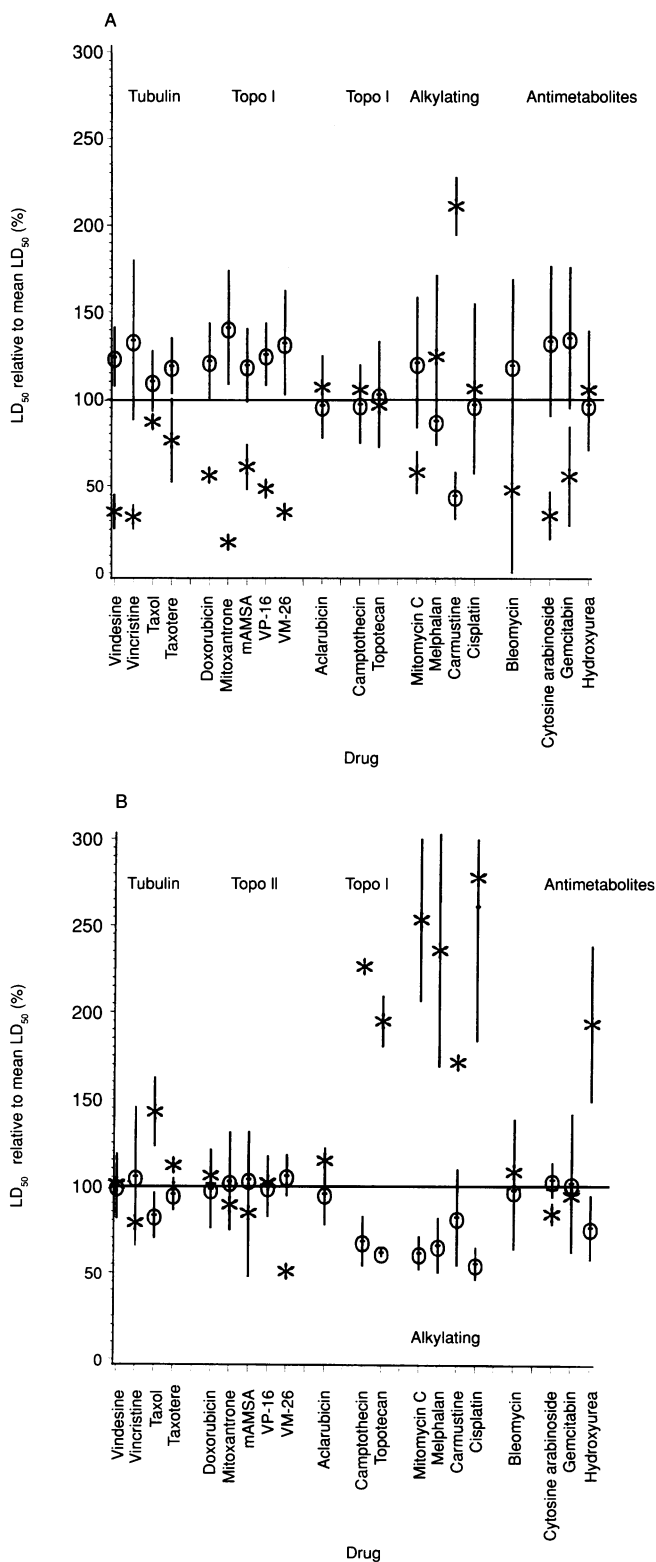 A
300
Tubulin Topo I Topo I Alkylating Antimetabolites
250
200
150
100
50
0
LD50 relative to mean LD50 (%)
Vindesine
Vincristine
Taxol
Taxotere
Doxorubicin
Mitoxantrone
mAMSA
VP-16
VM-26
Aclarubicin
Camptothecin
Topotecan
Mitomycin C
Melphalan
Carmustine
Cisplatin
Bleomycin
Cytosine arabinoside
Gemcitabin
Hydroxyurea
Drug
B
300
Tubulin Topo II Topo I Antimetabolites
250
200
150
100
50
Alkylating
0
LD50 relative to mean LD50 (%)
Vindesine
Vincristine
Taxol
Taxotere
Doxorubicin
Mitoxantrone
mAMSA
VP-16
VM-26
Aclarubicin
Camptothecin
Topotecan
Mitomycin C
Melphalan
Carmustine
Cisplatin
Bleomycin
Cytosine arabinoside
Gemcitabin
Hydroxyurea
Drug